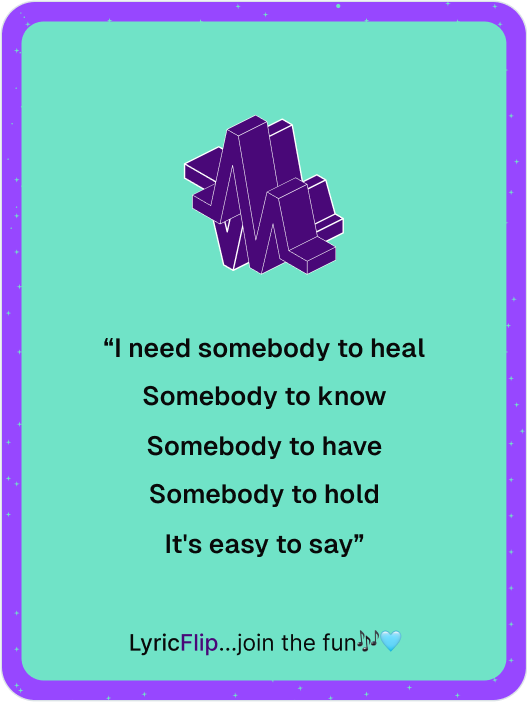 “I need somebody to heal
Somebody to know
Somebody to have
Somebody to hold
It's easy to say”
LyricFlip...join the fun🎶🩵